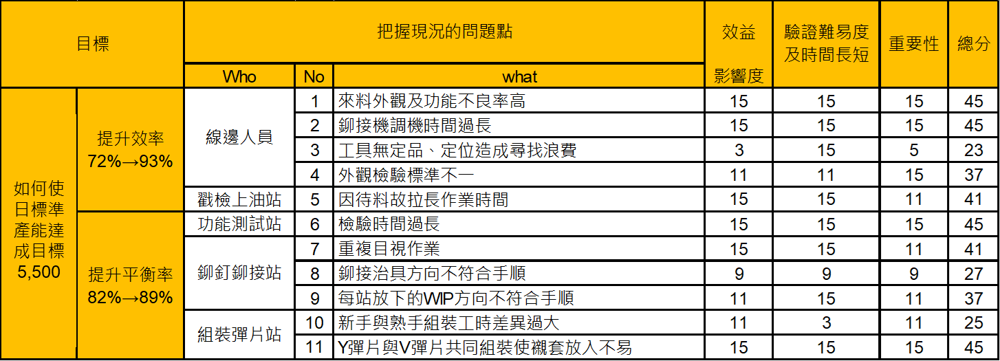 目標
把握現況的問題點
效益
影響度
驗證難易度
及時間長短
重要性
總分
Who
No
what
如何使
日標準
產能達
成目標
5,500
提升效率
72%→93%
線邊人員
1 來料外觀及功能不良率高 15 15 15 45
2 鉚接機調機時間過長 15 15 15 45
3 工具無定品、定位造成尋找浪費 3 15 5 23
4 外觀檢驗標準不一 11 11 15 37
戳檢上油站 5 因待料故拉長作業時間 15 15 11 41
提升平衡率
82%→89%
功能測試站 6 檢驗時間過長 15 15 15 45
鉚釘鉚接站
7 重複目視作業 15 15 11 41
8 鉚接治具方向不符合手順 9 9 9 27
9 每站放下的WIP方向不符合手順 11 15 11 37
組裝彈片站
10 新手與熟手組裝工時差異過大 11 3 11 25
11 Y彈片與V彈片共同組裝使襯套放入不易 15 15 15 45